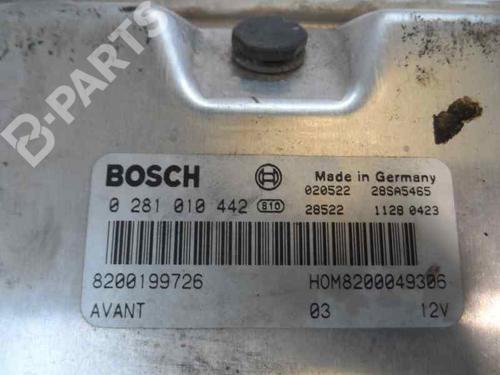 B-PARTS
BOSCH Made in Germany
020522 28SA5465
0 281 010 442 810 28522 1128 0423
8200199726 HOM8200049306
AVANT 03 12V